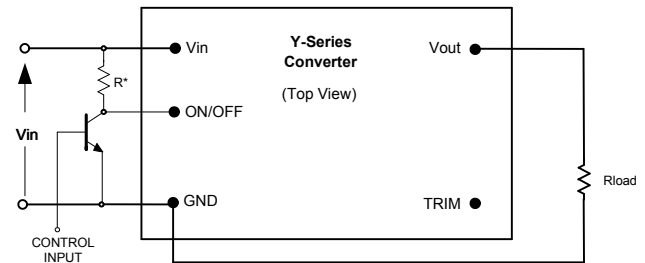 Y-Series
Converter
(Top View)
Vin
Vout
R*
ON/OFF
Vin
GND
TRIM
Rload
CONTROL
INPUT